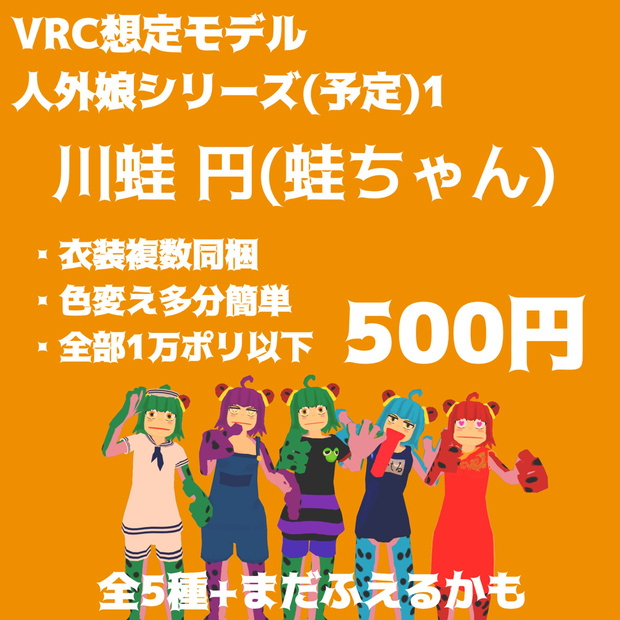 VRC想定モデル
人外娘シリーズ(予定)1
川蛙 円(蛙ちゃん)
・衣装複数同梱
・色変え多分簡単
・全部1万ポリ以下
500円
全5種+まだふえるかも